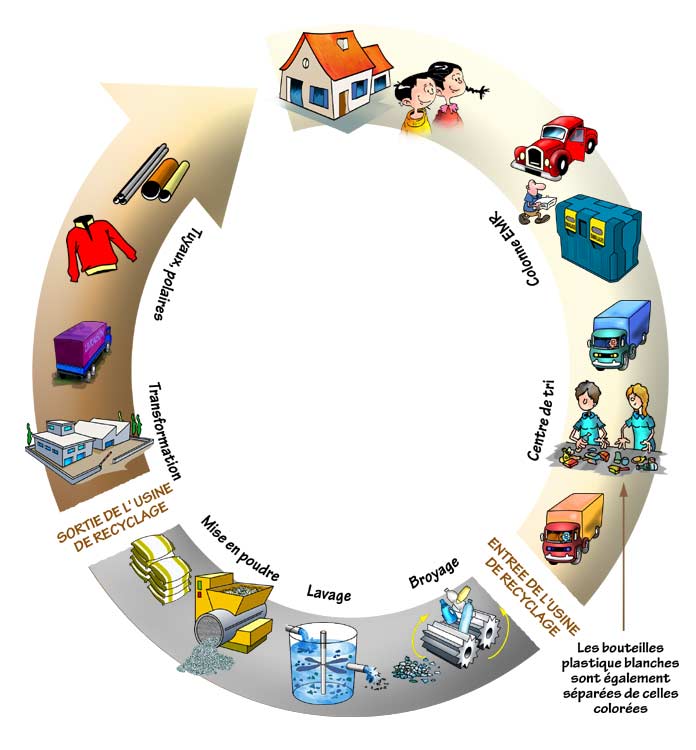 Colonne EMR
Centre de tri
ENTREE DE L'USINE
DE RECYCLAGE
Les bouteilles
plastique blanches
sont également
séparées de celles
colorées
Broyage
Lavage
Mise en poudre
SORTIE DE L' USINE
DE RECYCLAGE
Transformation
Tuyaux, polaires